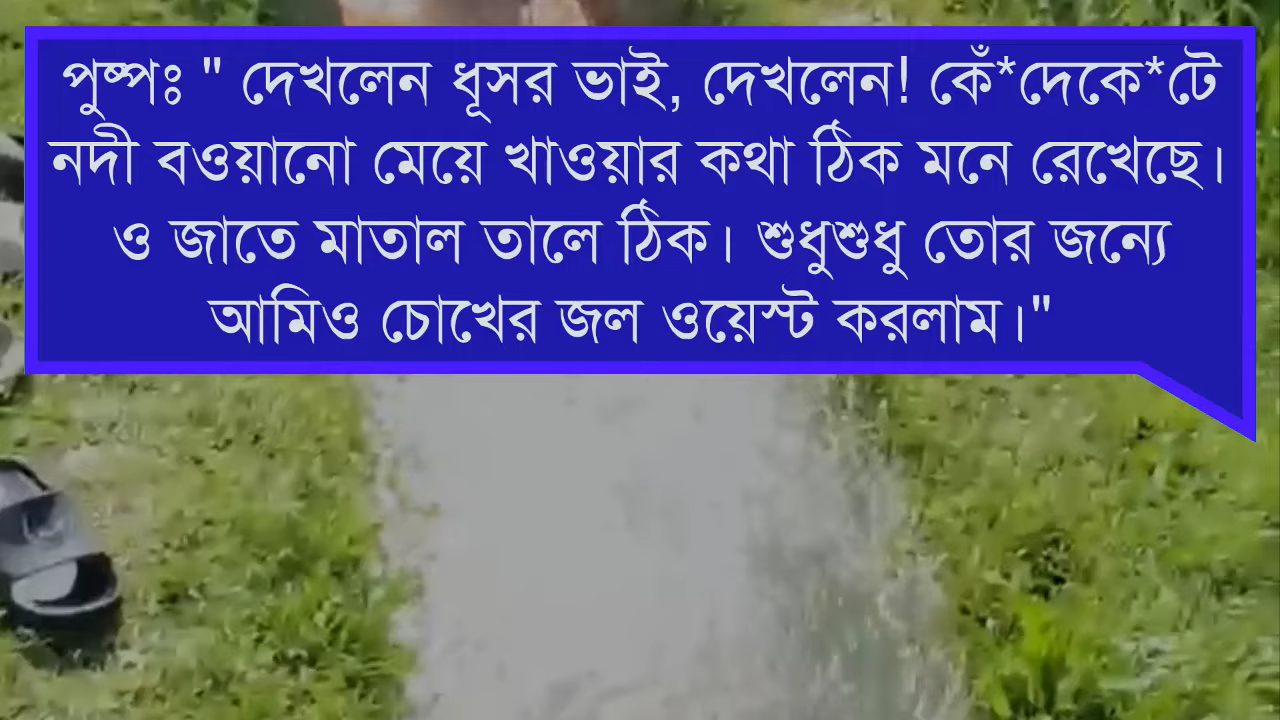 পুষ্পঃ " দেখলেন ধূসর ভাই, দেখলেন! কেঁ*দেকে*টে
নদী বওয়ানো মেয়ে খাওয়ার কথা ঠিক মনে রেখেছে।
ও জাতে মাতাল তালে ঠিক। শুধুশুধু তোর জন্যে
আমিও চোখের জল ওয়েস্ট করলাম।"